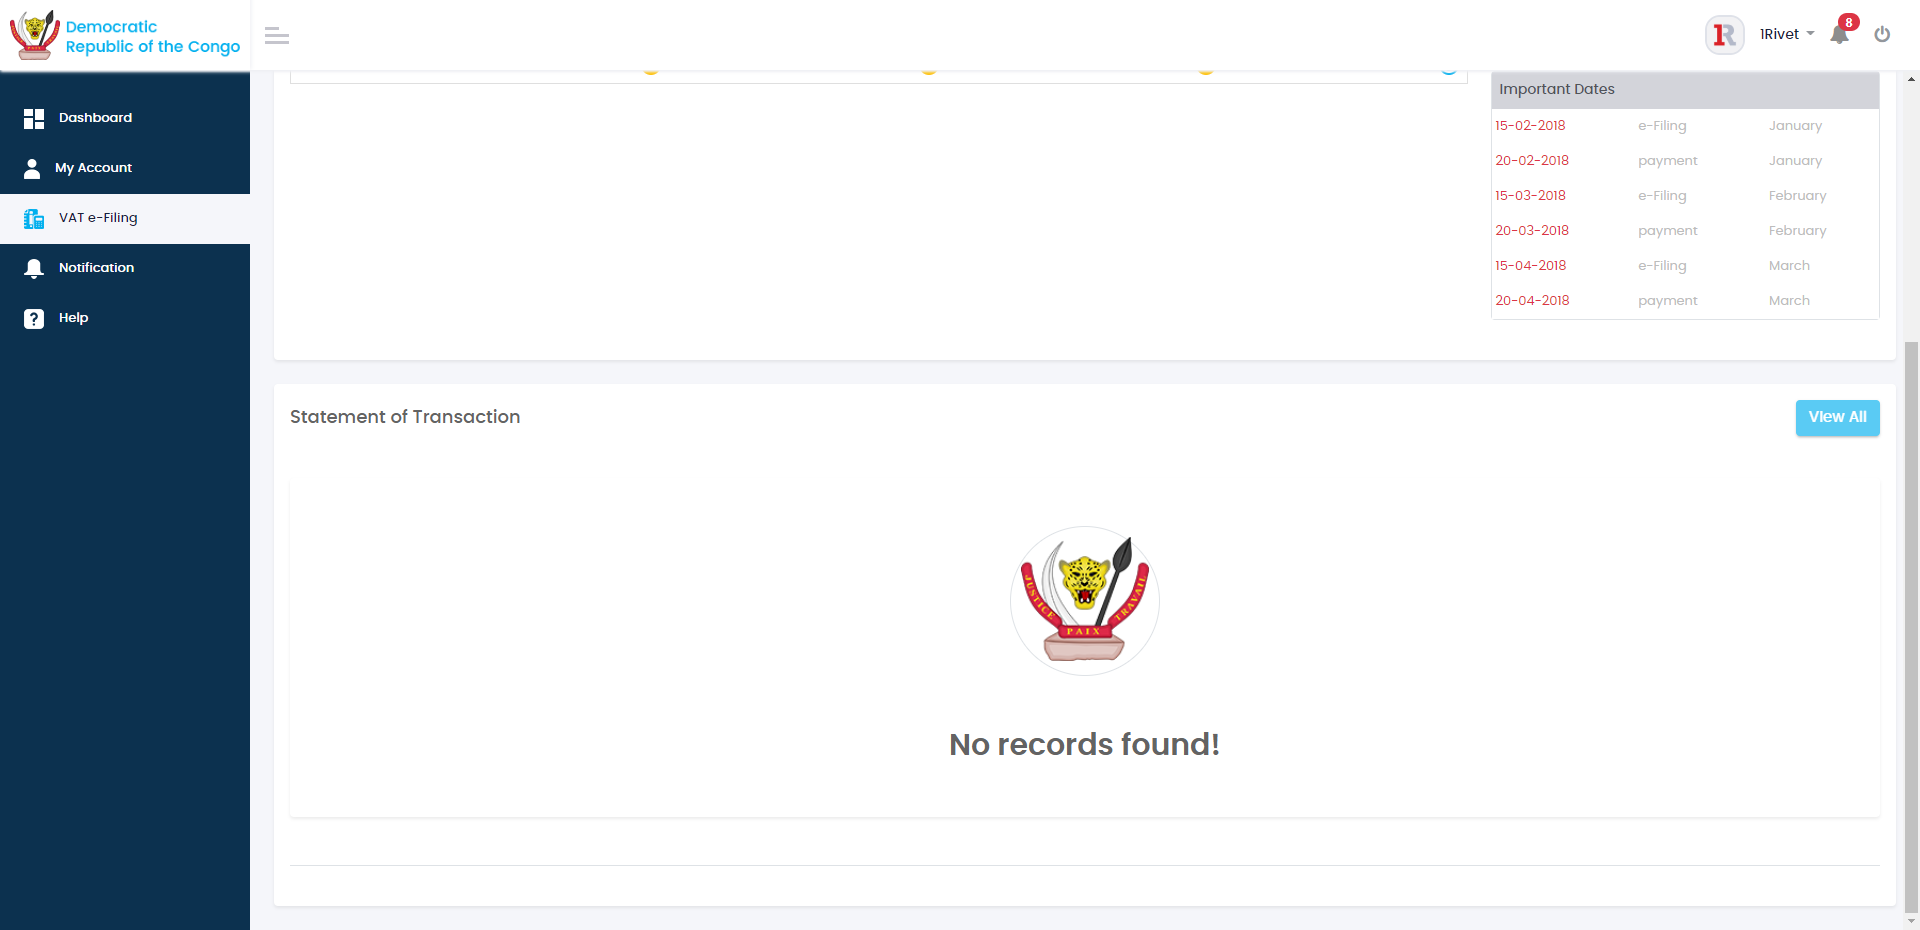 Democratic
Republic of the Congo
1R
1Rivet
8
Dashboard
My Account
VAT e-Filing
Notification
Help
Important Dates
15-02-2018 e-Filing January
20-02-2018 payment January
15-03-2018 e-Filing February
20-03-2018 payment February
15-04-2018 e-Filing March
20-04-2018 payment March
Statement of Transaction
View All
JUSTICE PAIX TRAVAIL
No records found!